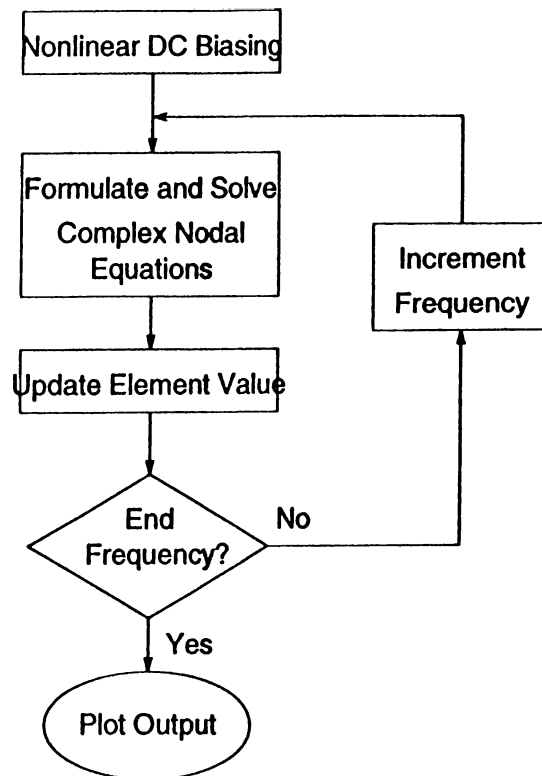 Nonlinear DC Biasing
Formulate and Solve
Complex Nodal
Equations
Increment
Frequency
Update Element Value
End
Frequency?
No
Yes
Plot Output